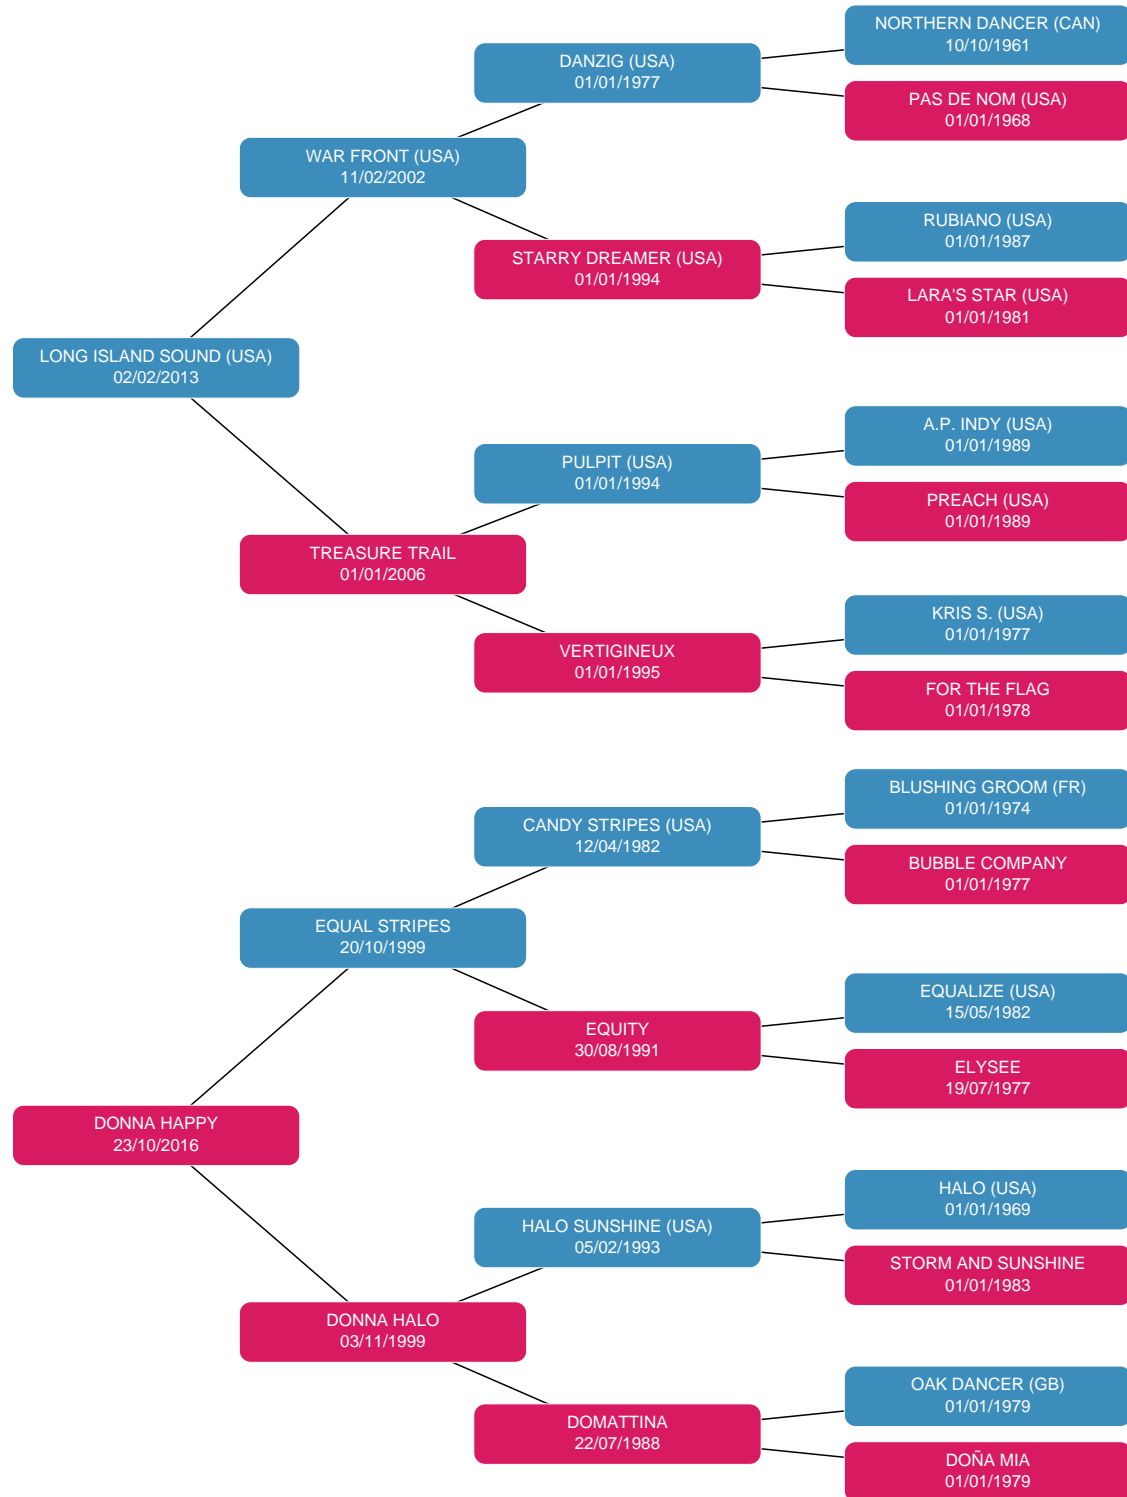 NORTHERN DANCER (CAN)
10/10/1961
DANZIG (USA)
01/01/1977
PAS DE NOM (USA)
01/01/1968
WAR FRONT (USA)
11/02/2002
RUBIANO (USA)
01/01/1987
STARRY DREAMER (USA)
01/01/1994
LARA'S STAR (USA)
01/01/1981
LONG ISLAND SOUND (USA)
02/02/2013
A.P. INDY (USA)
01/01/1989
PULPIT (USA)
01/01/1994
PREACH (USA)
01/01/1989
TREASURE TRAIL
01/01/2006
KRIS S. (USA)
01/01/1977
VERTIGINEUX
01/01/1995
FOR THE FLAG
01/01/1978
BLUSHING GROOM (FR)
01/01/1974
CANDY STRIPES (USA)
12/04/1982
BUBBLE COMPANY
01/01/1977
EQUAL STRIPES
20/10/1999
EQUALIZE (USA)
15/05/1982
EQUITY
30/08/1991
ELYSEE
19/07/1977
DONNA HAPPY
23/10/2016
HALO (USA)
01/01/1969
HALO SUNSHINE (USA)
05/02/1993
STORM AND SUNSHINE
01/01/1983
DONNA HALO
03/11/1999
OAK DANCER (GB)
01/01/1979
DOMATTINA
22/07/1988
DOÑA MIA
01/01/1979